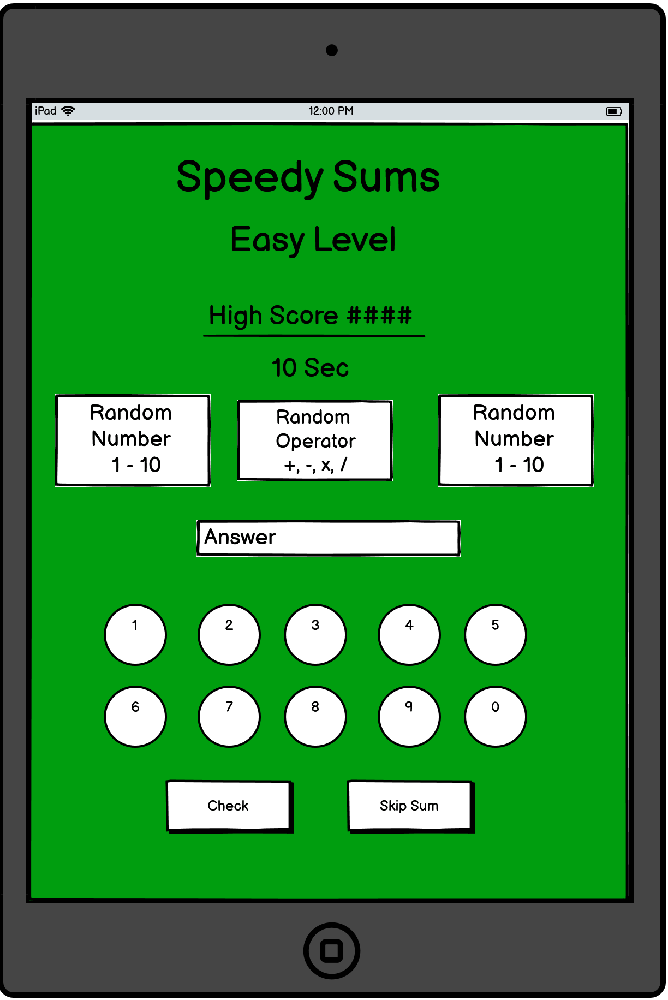 iPad
12:00 PM
Speedy Sums
Easy Level
High Score ####
10 Sec
Random
Number
1 - 10
Random
Operator
+, -, x, /
Random
Number
1 - 10
Answer
1 2 3 4 5
6 7 8 9 0
Check
Skip Sum